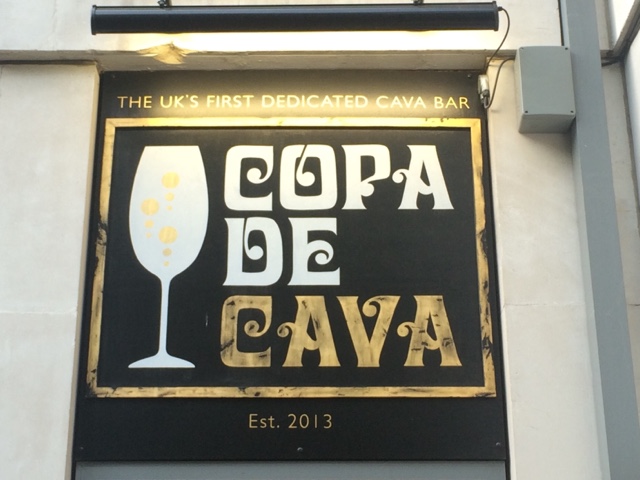 THE UK'S FIRST DEDICATED CAVA BAR
COPA
DE
CAVA
Est. 2013